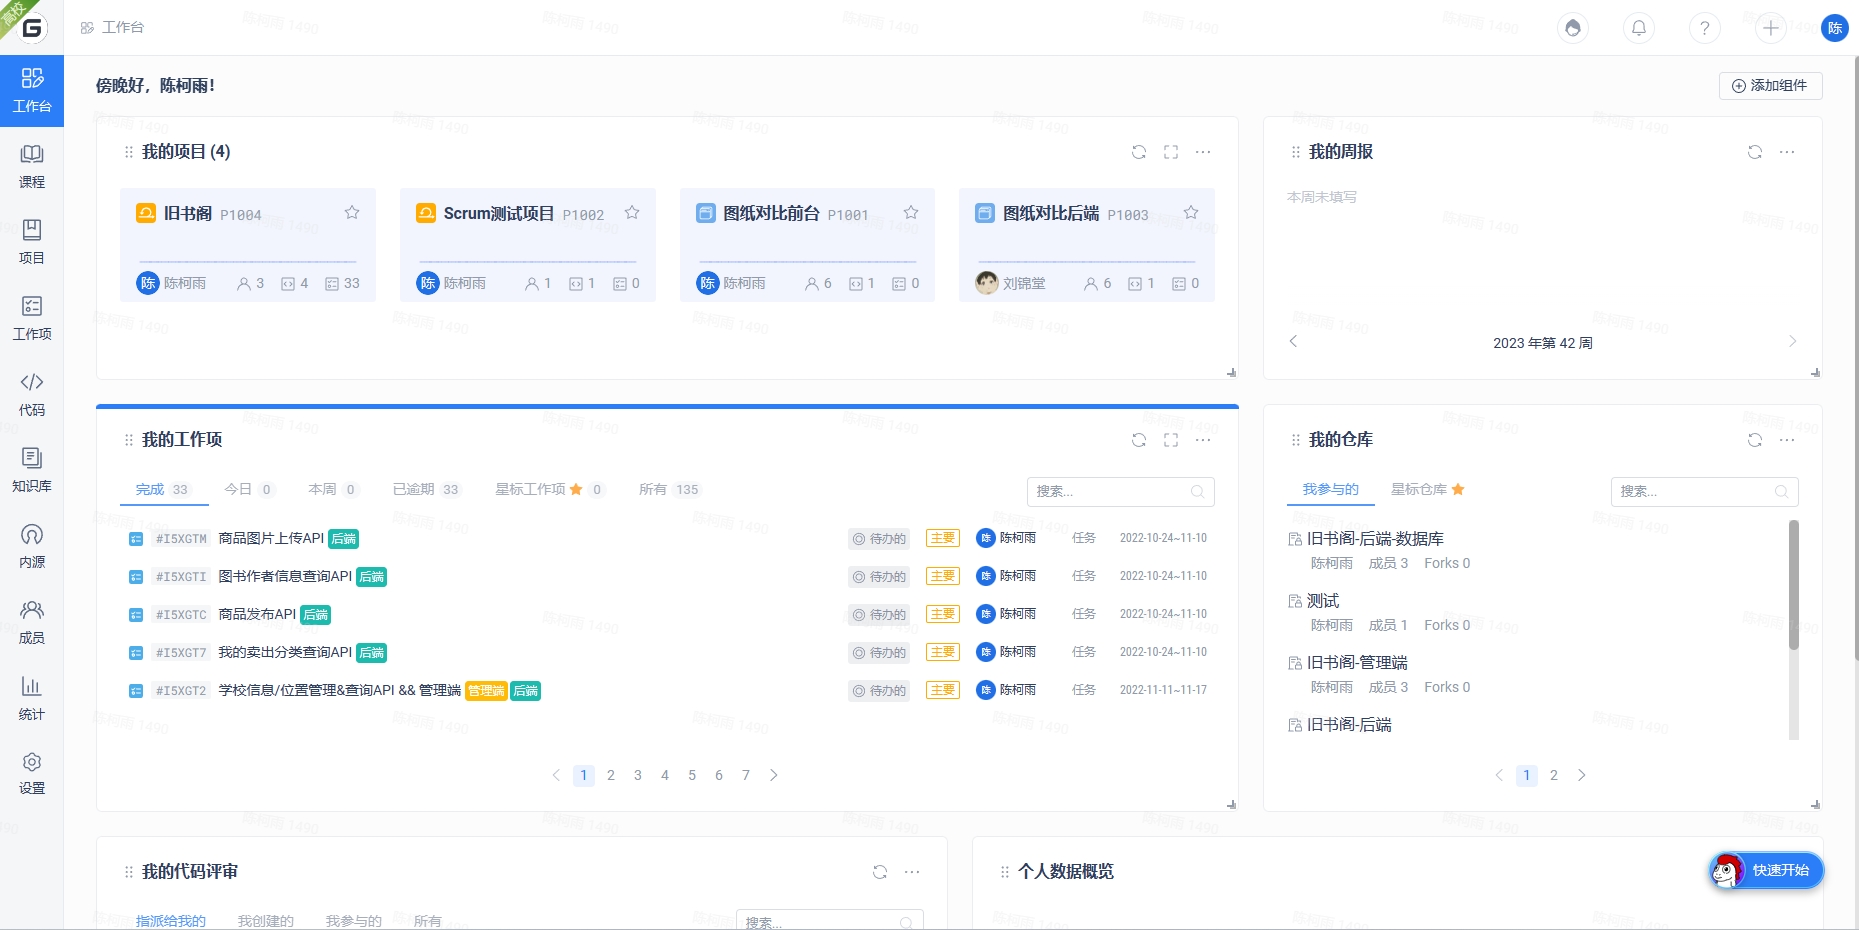 高校
工作台
陈
工作台
课程
项目
工作项
代码
知识库
内源
成员
统计
设置
傍晚好，陈柯雨！
添加组件
我的项目 (4)
旧书阁 P1004
陈 陈柯雨 3 4 33
Scrum测试项目 P1002
陈 陈柯雨 1 1 0
图纸对比前台 P1001
陈 陈柯雨 6 1 0
图纸对比后端 P1003
刘锦堂 6 1 0
我的周报
本周未填写
2023 年第 42 周
我的工作项
完成 33 今日 0 本周 0 已逾期 33 星标工作项 0 所有 135
搜索...
#I5XGTM 商品图片上传API 后端 待办的 主要 陈 陈柯雨 任务 2022-10-24~11-10
#I5XGTI 图书作者信息查询API 后端 待办的 主要 陈 陈柯雨 任务 2022-10-24~11-10
#I5XGTC 商品发布API 后端 待办的 主要 陈 陈柯雨 任务 2022-10-24~11-10
#I5XGT7 我的卖出分类查询API 后端 待办的 主要 陈 陈柯雨 任务 2022-10-24~11-10
#I5XGT2 学校信息/位置管理&查询API && 管理端 管理端 后端 待办的 主要 陈 陈柯雨 任务 2022-11-11~11-17
1 2 3 4 5 6 7
我的仓库
我参与的 星标仓库
搜索...
旧书阁-后端-数据库
陈柯雨 成员 3 Forks 0
测试
陈柯雨 成员 1 Forks 0
旧书阁-管理端
陈柯雨 成员 3 Forks 0
旧书阁-后端
1 2
我的代码评审
指派给我的 我创建的 我参与的 所有
搜索...
个人数据概览
快速开始
陈柯雨 1490